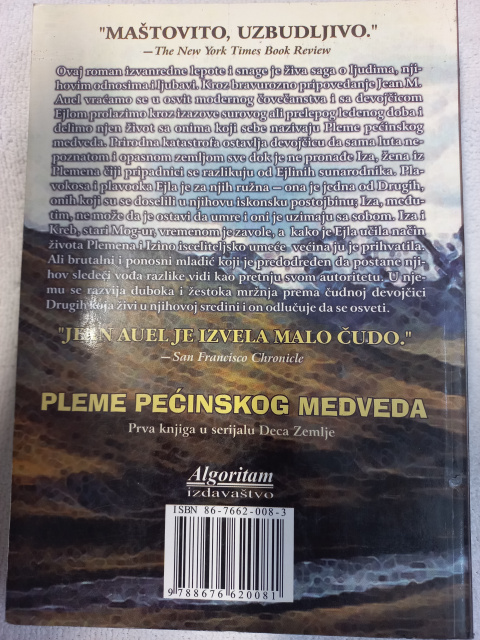 "MAŠTOVITO, UZBUDLJIVO."
—The New York Times Book Review
Ovaj roman izvanredne lepote i snage je živa saga o ljudima, nji-
hovim odnosima i ljubavi. Kroz bravurozno pripovedanje Jean M.
Auel vraćamo se u osvit modernog čovečanstva i sa devojčicom
Ejlom prolazimo kroz izazove surovog ali prelepog ledenog doba i
delimo njen život sa onima koji sebe nazivaju Pleme pećinskog
medveda. Prirodna katastrofa ostavlja devojčicu da sama luta ne-
poznatom i opasnom zemljom sve dok je ne pronađe Iza, žena iz
Plemena čiji pripadnici se razlikuju od Ejlinih sunarodnika. Pla-
vokosa i plavooka Ejla je za njih ružna – ona je jedna od Drugih,
onih koji su se doselili u njihovu iskonsku postojbinu; Iza, među-
tim, ne može da je ostavi da umre i oni je uzimaju sa sobom. Iza i
Kreb, stari Mog-ur, vremenom je zavole, a kako je Ejla učila način
života Plemena i Izino isceliteljsko umeće većina ju je prihvatila.
Ali brutalni i ponosni mladić koji je predodređen da postane nji-
hov sledeći vođa razlike vidi kao pretnju svom autoritetu. U nje-
mu se razvija duboka i žestoka mržnja prema čudnoj devojčici
Drugih koja živi u njihovoj sredini i on odlučuje da se osveti.
"JEAN AUEL JE IZVELA MALO ČUDO."
—San Francisco Chronicle
PLEME PEĆINSKOG MEDVEDA
Prva knjiga u serijalu Deca Zemlje
Algoritam
izdavaštvo
ISBN 86-7662-008-3
9788676620081